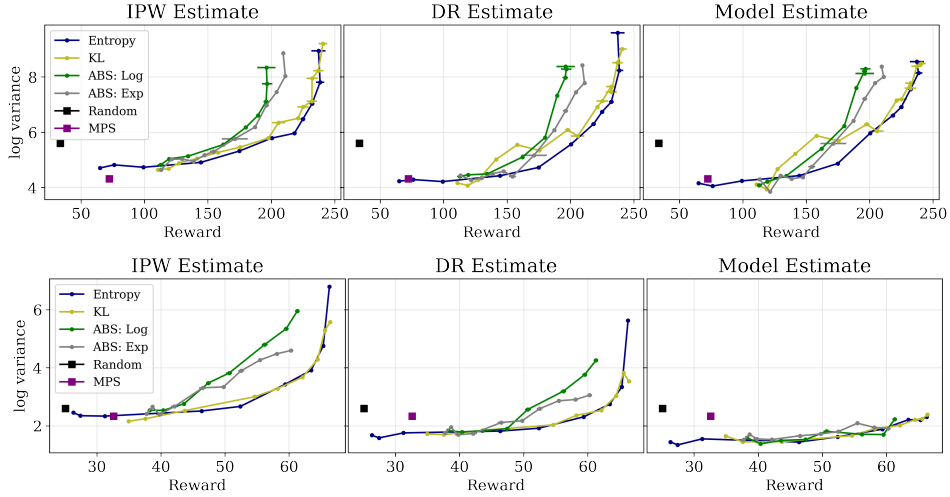 IPW Estimate
DR Estimate
Model Estimate
log variance
8
6
4
Entropy
KL
ABS: Log
ABS: Exp
Random
MPS
50 100 150 200 250
50 100 150 200 250
50 100 150 200 250
Reward
Reward
Reward
IPW Estimate
DR Estimate
Model Estimate
log variance
6
4
2
Entropy
KL
ABS: Log
ABS: Exp
Random
MPS
30 40 50 60
30 40 50 60
30 40 50 60
Reward
Reward
Reward